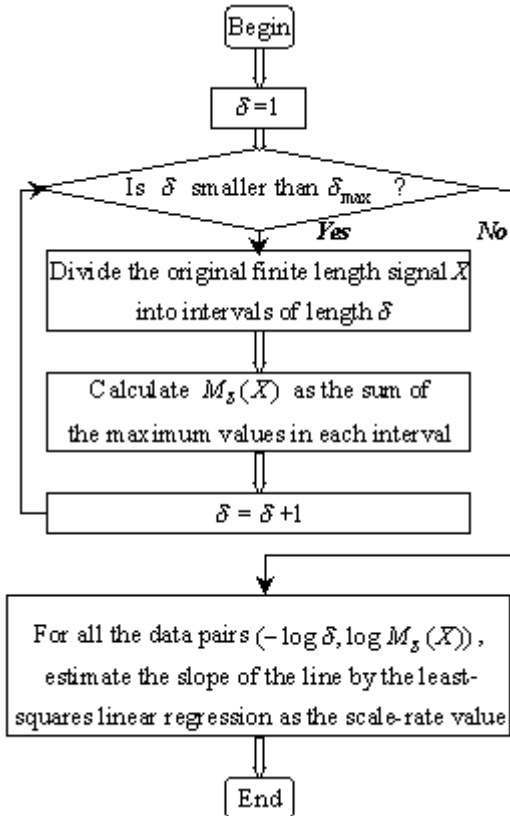 Begin
δ=1
Is δ smaller than δmax ?
Yes
No
Divide the original finite length signal X
into intervals of length δ
Calculate Mδ(X) as the sum of
the maximum values in each interval
δ = δ+1
For all the data pairs (−log δ, log Mδ(X)),
estimate the slope of the line by the least-
squares linear regression as the scale-rate value
End